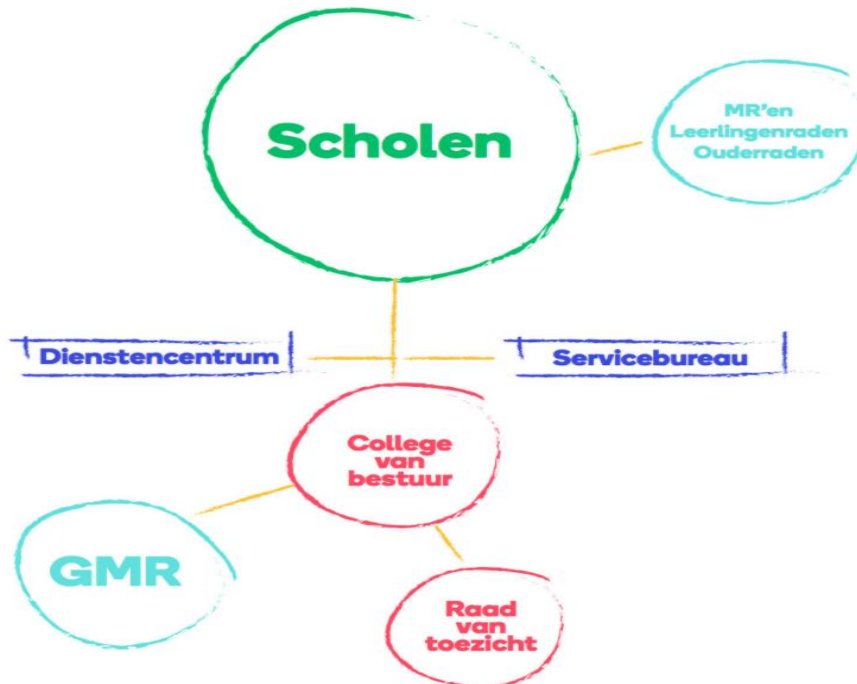 Scholen
MR'en
Leerlingenraden
Ouderraden
Dienstencentrum
Servicebureau
College
van
bestuur
GMR
Raad
van
toezicht